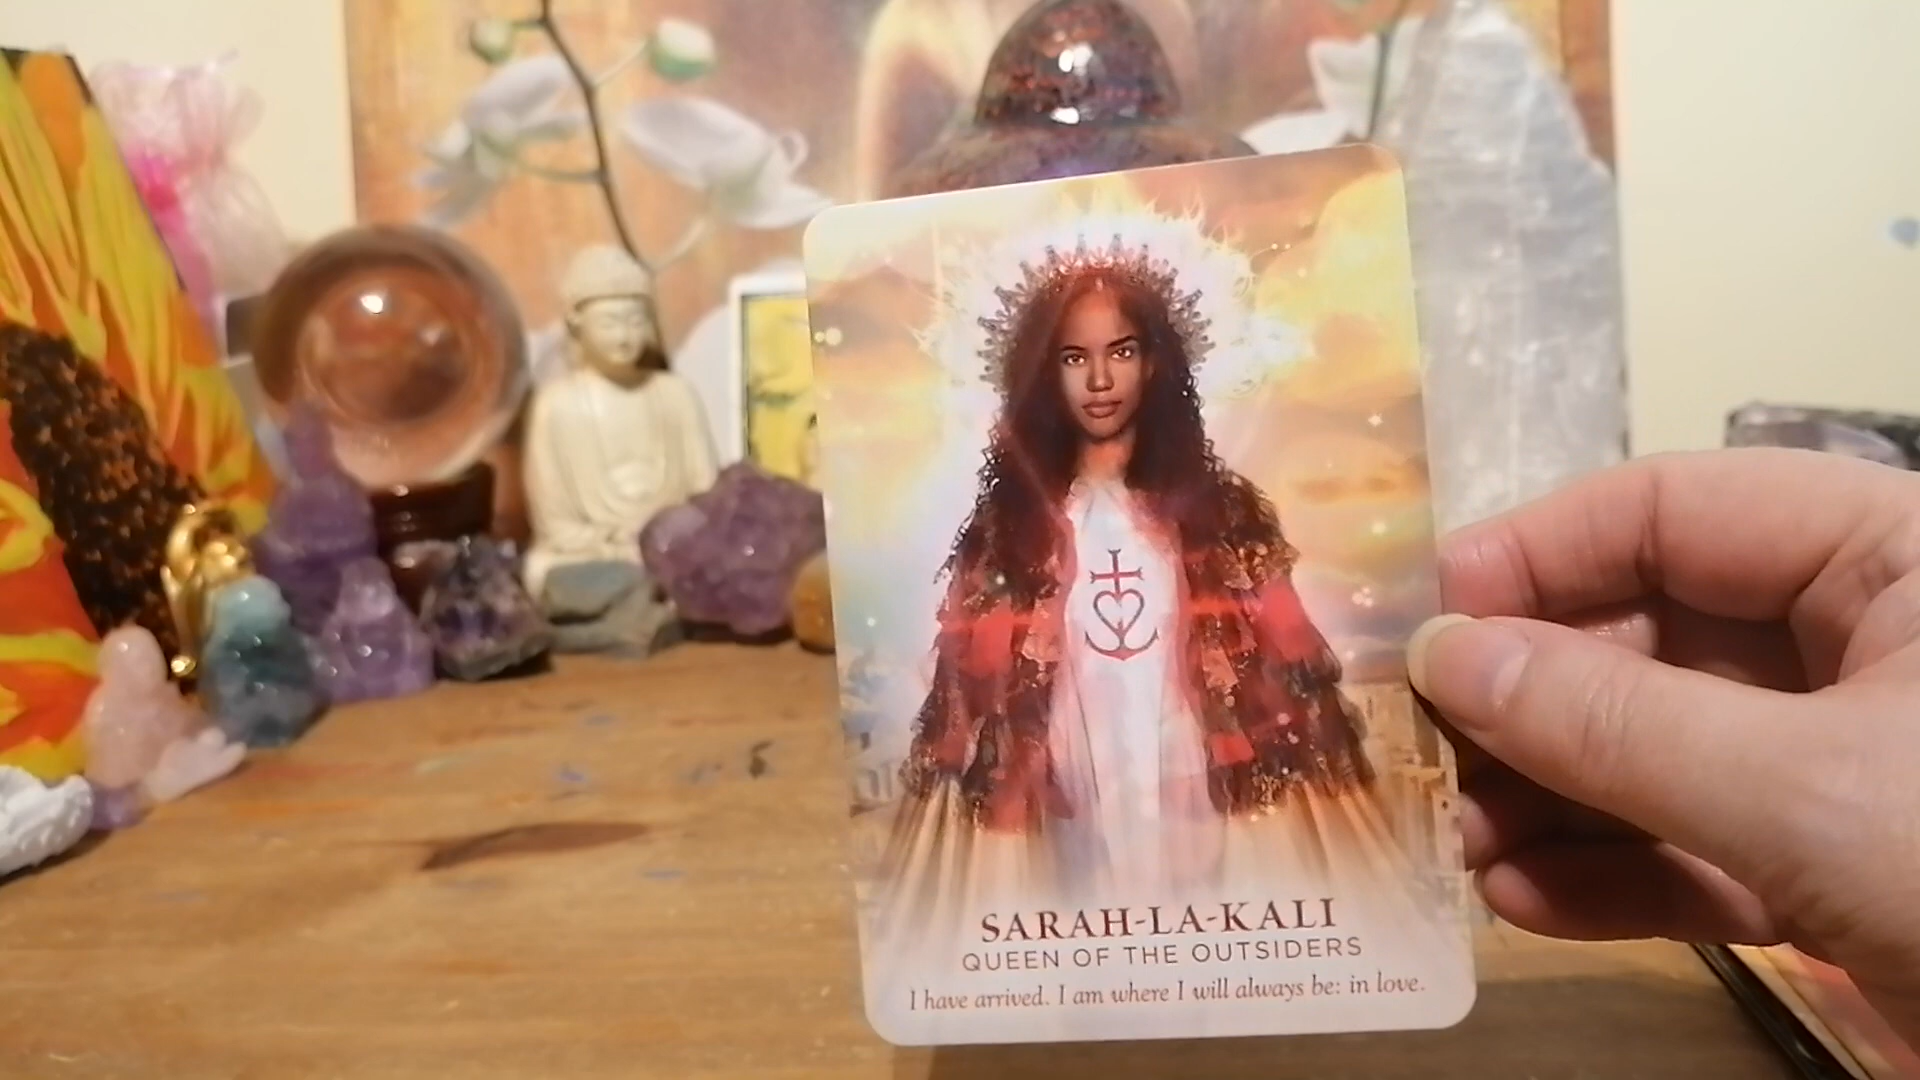 SARAH-LA-KALI
QUEEN OF THE OUTSIDERS
I have arrived. I am where I will always be: in love.